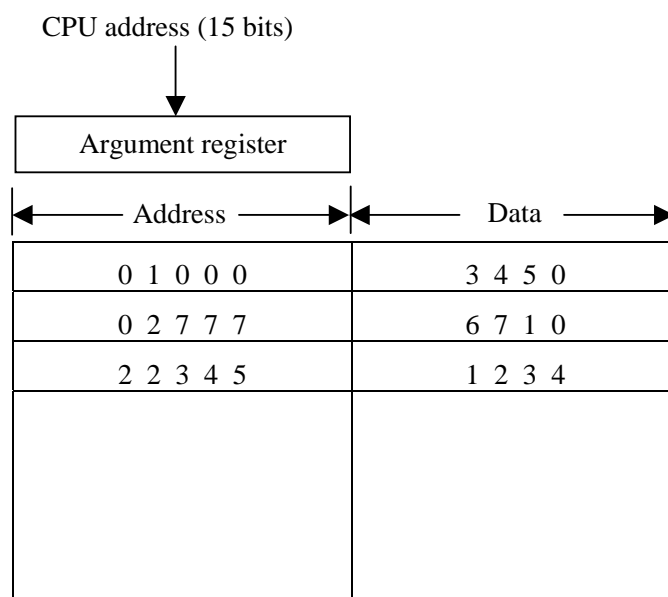 CPU address (15 bits)
Argument register
Address Data
0 1 0 0 0 3 4 5 0
0 2 7 7 7 6 7 1 0
2 2 3 4 5 1 2 3 4